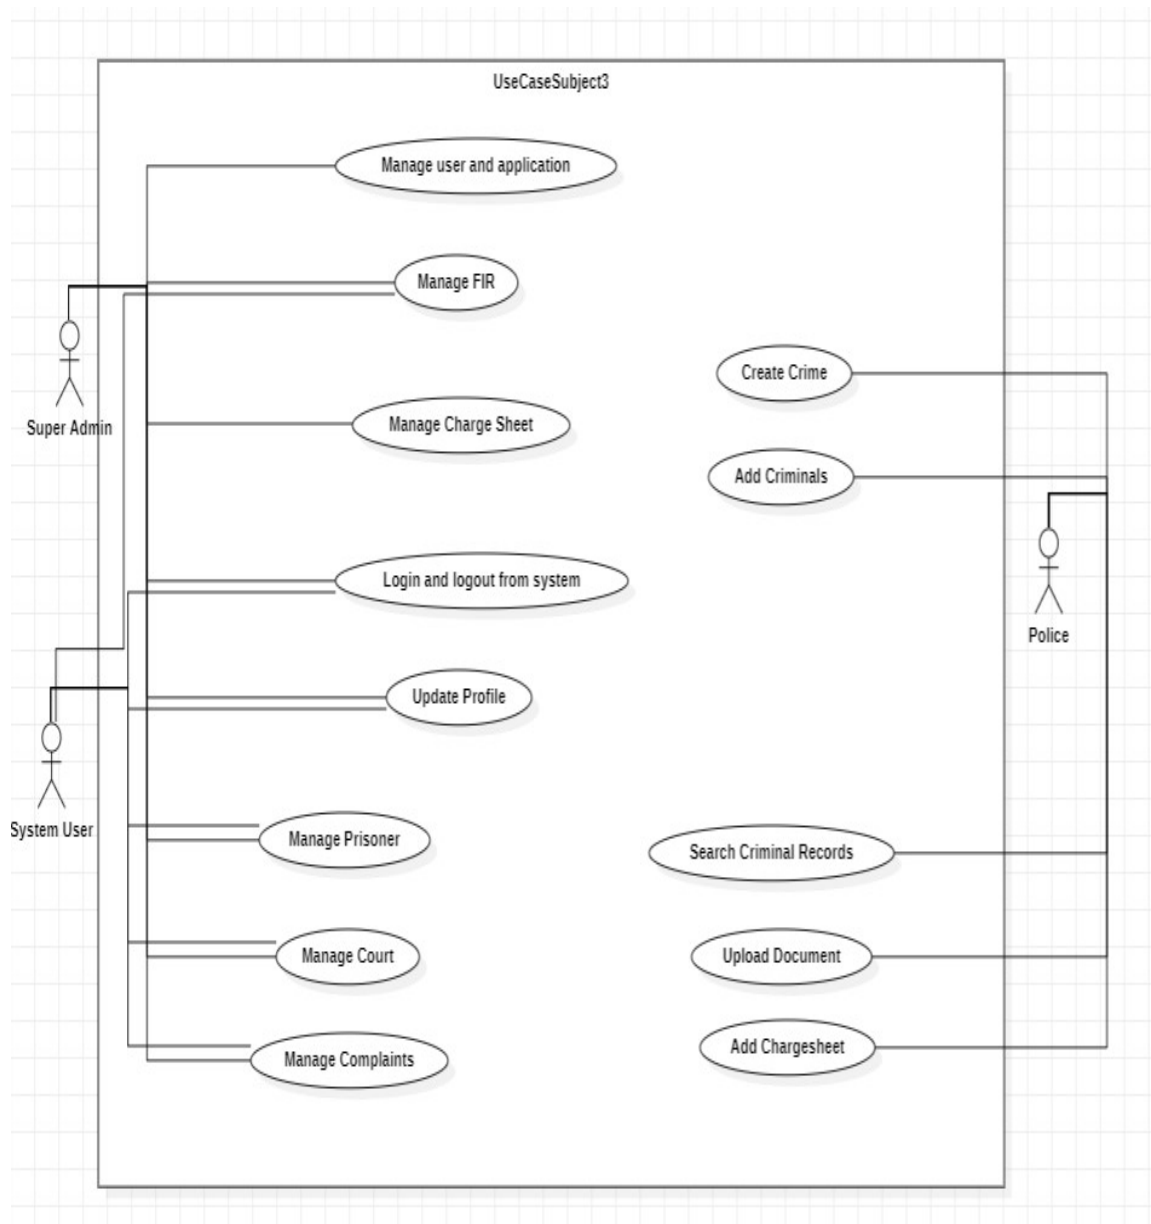 UseCaseSubject3
Manage user and application
Manage FIR
Create Crime
Manage Charge Sheet
Super Admin
Add Criminals
Login and logout from system
Police
Update Profile
System User
Manage Prisoner
Search Criminal Records
Manage Court
Upload Document
Manage Complaints
Add Chargesheet